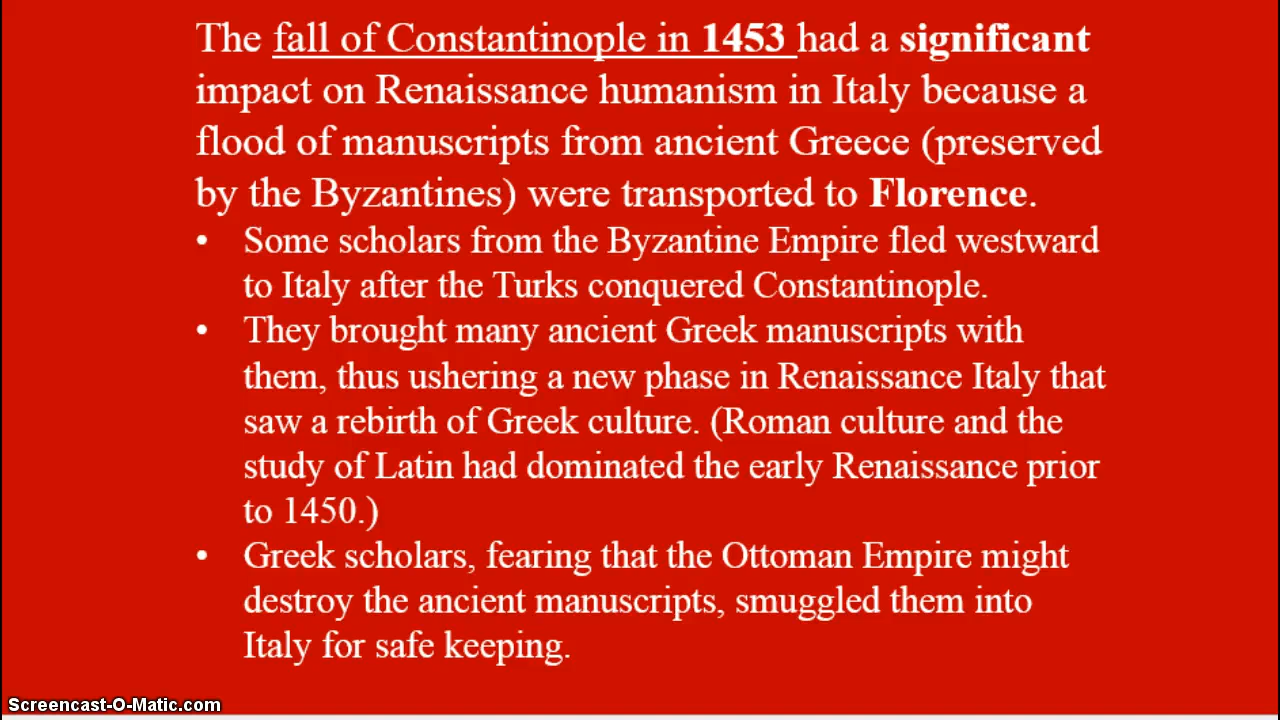 The fall of Constantinople in 1453 had a significant
impact on Renaissance humanism in Italy because a
flood of manuscripts from ancient Greece (preserved
by the Byzantines) were transported to Florence.
• Some scholars from the Byzantine Empire fled westward
to Italy after the Turks conquered Constantinople.
• They brought many ancient Greek manuscripts with
them, thus ushering a new phase in Renaissance Italy that
saw a rebirth of Greek culture. (Roman culture and the
study of Latin had dominated the early Renaissance prior
to 1450.)
• Greek scholars, fearing that the Ottoman Empire might
destroy the ancient manuscripts, smuggled them into
Italy for safe keeping.
Screencast-O-Matic.com